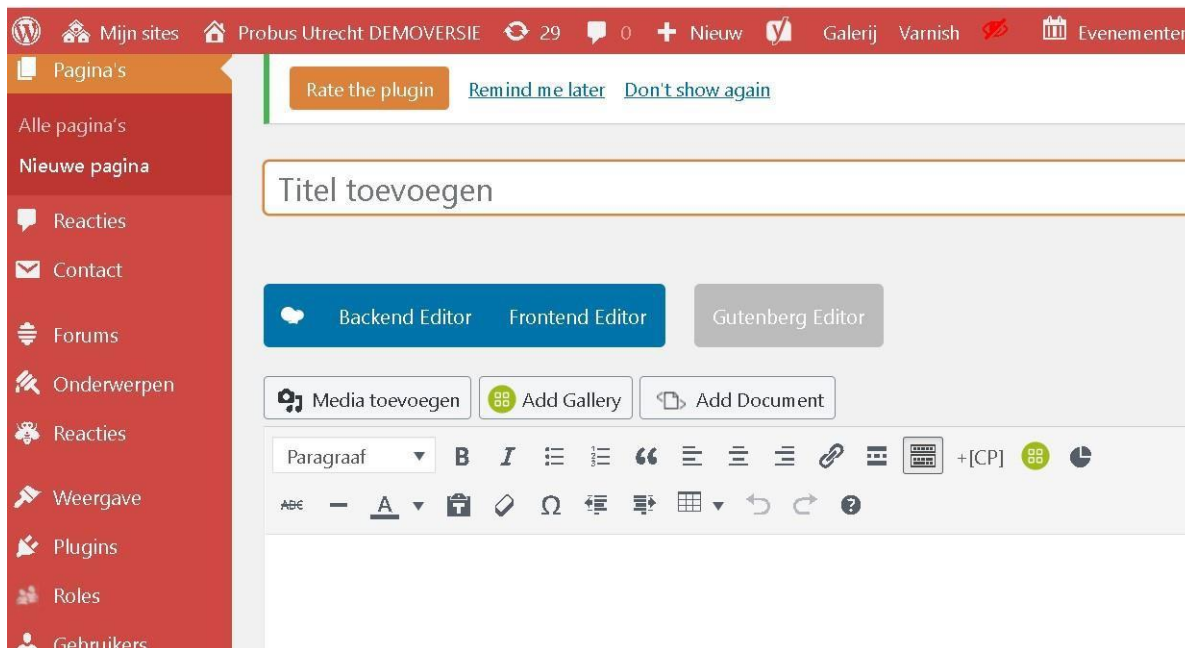 Mijn sites Probus Utrecht DEMOVERSIE 29 0 + Nieuw Galerij Varnish Evenementen
Pagina's
Alle pagina's
Nieuwe pagina
Reacties
Contact
Forums
Onderwerpen
Reacties
Weergave
Plugins
Roles
Gebruikers
Rate the plugin Remind me later Don't show again
Titel toevoegen
Backend Editor Frontend Editor Gutenberg Editor
Media toevoegen Add Gallery Add Document
Paragraaf B I +[CP]
ABC A Ω